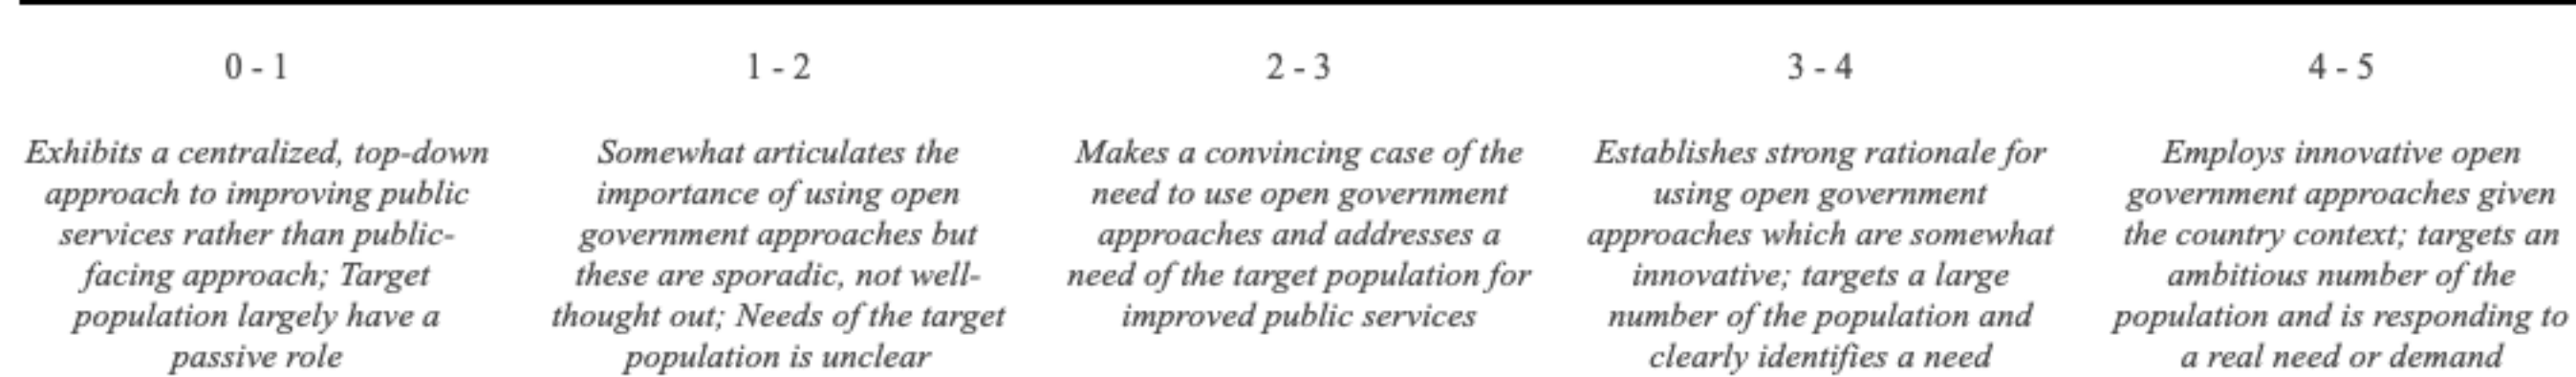 0 - 1
Exhibits a centralized, top-down
approach to improving public
services rather than public-
facing approach; Target
population largely have a
passive role
1 - 2
Somewhat articulates the
importance of using open
government approaches but
these are sporadic, not well-
thought out; Needs of the target
population is unclear
2 - 3
Makes a convincing case of the
need to use open government
approaches and addresses a
need of the target population for
improved public services
3 - 4
Establishes strong rationale for
using open government
approaches which are somewhat
innovative; targets a large
number of the population and
clearly identifies a need
4 - 5
Employs innovative open
government approaches given
the country context; targets an
ambitious number of the
population and is responding to
a real need or demand